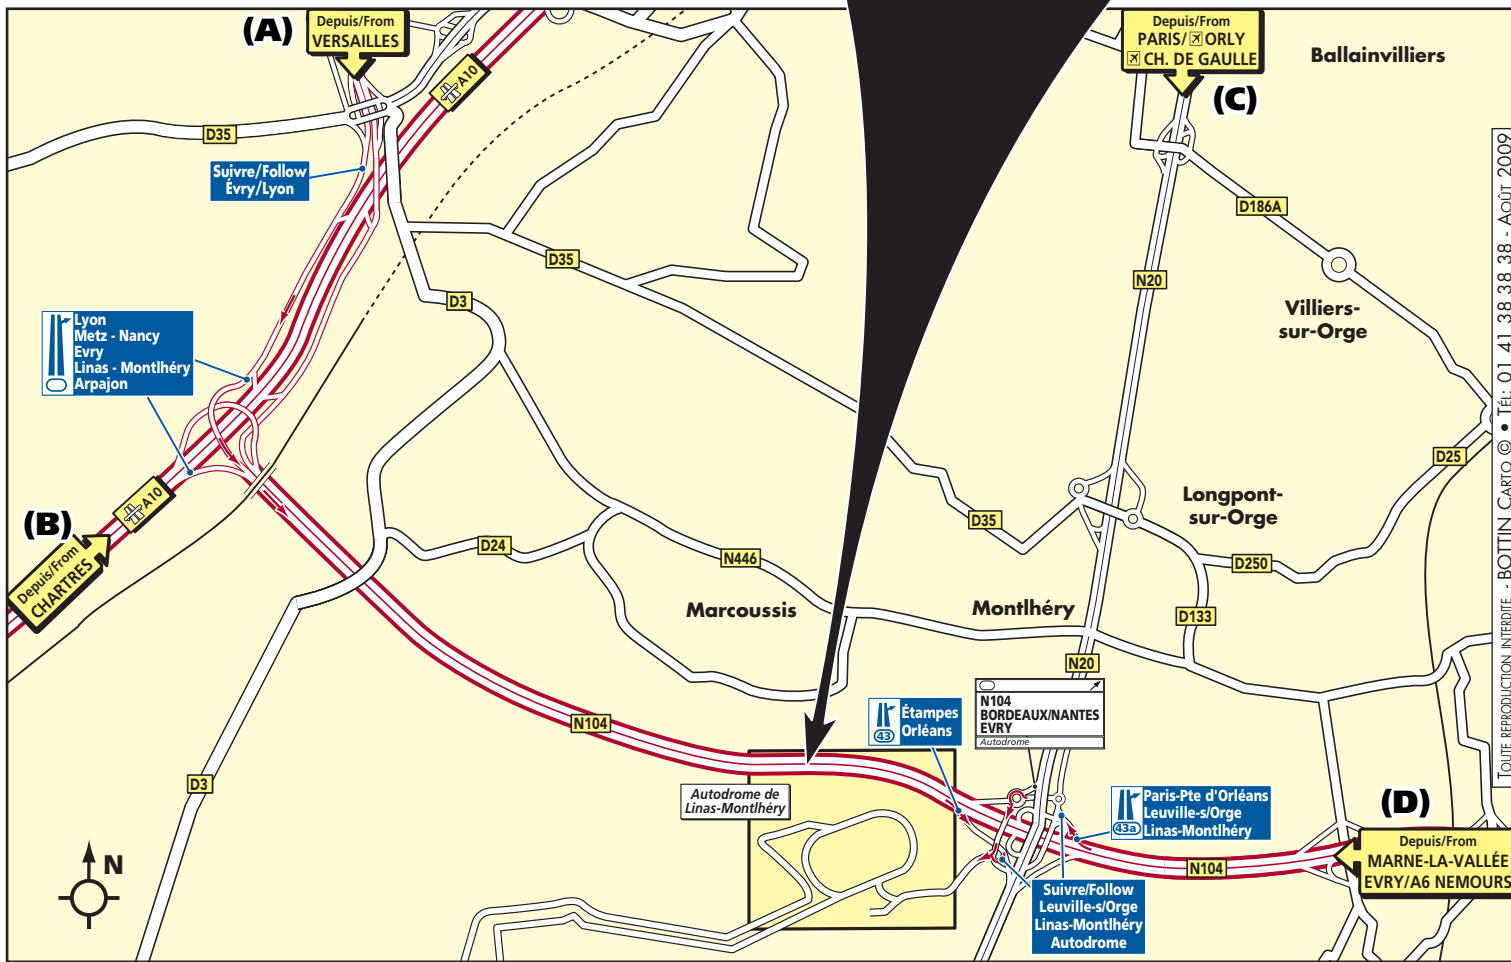 (A)
Depuis/From
VERSAILLES
A10
D35
Suivre/Follow
Évry/Lyon
Depuis/From
PARIS/ ORLY
CH. DE GAULLE
(C)
Ballainvilliers
D186A
N20
D35
D3
Villiers-
sur-Orge
Lyon
Metz - Nancy
Evry
Linas - Montlhéry
Arpajon
A10
(B)
Depuis/From
CHARTRES
D25
Longpont-
sur-Orge
D35
D24
N446
D250
Marcoussis
Montlhéry
D133
N20
N104
BORDEAUX/NANTES
EVRY
Autodrome
N104
43
Étampes
Orléans
D3
Autodrome de
Linas-Montlhéry
43a
Paris-Pte d'Orléans
Leuville-s/Orge
Linas-Montlhéry
(D)
Depuis/From
MARNE-LA-VALLÉE
EVRY/A6 NEMOURS
N104
Suivre/Follow
Leuville-s/Orge
Linas-Montlhéry
Autodrome
N
TOUTE REPRODUCTION INTERDITE - BOTTIN CARTO © • TÉL: 01 41 38 38 38 - AOÛT 2009